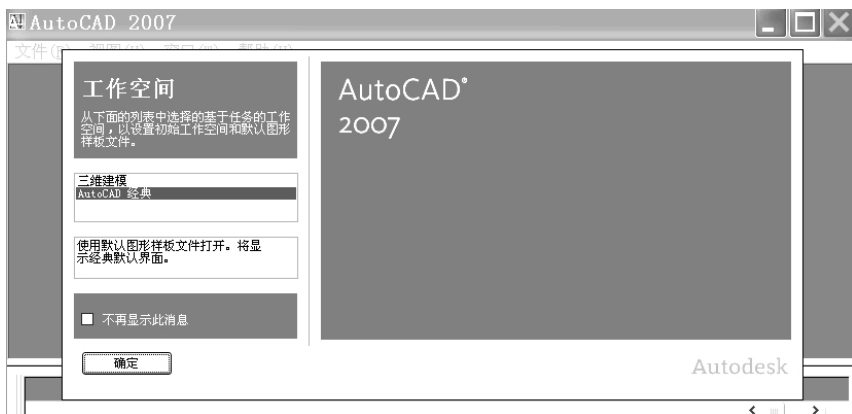 AutoCAD 2007
工作空间
从下面的列表中选择的基于任务的工作
空间，以设置初始工作空间和默认图形
样板文件。
三维建模
AutoCAD 经典
使用默认图形样板文件打开。将显
示经典默认界面。
不再显示此消息
确定
AutoCAD®
2007
Autodesk